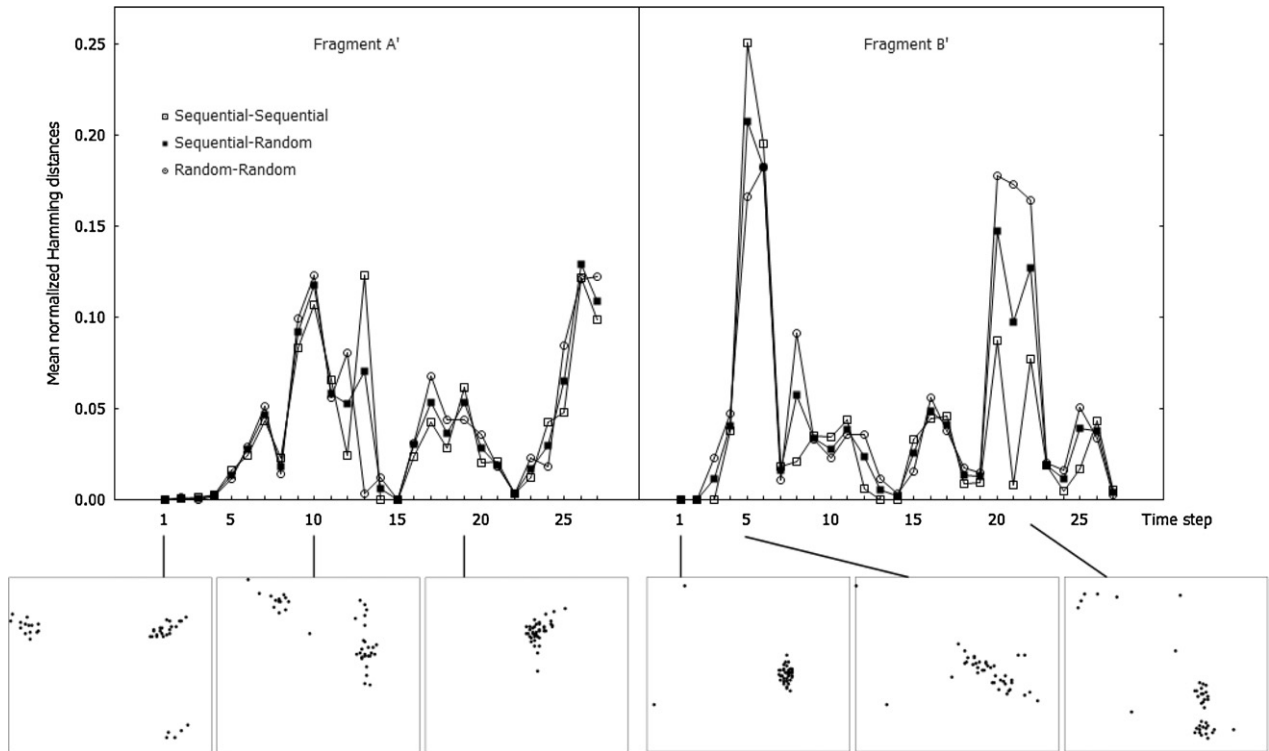 Mean normalized Hamming distances
0.25
0.20
0.15
0.10
0.05
0.00
Fragment A'
Sequential-Sequential
Sequential-Random
Random-Random
Fragment B'
1 5 10 15 20 25 1 5 10 15 20 25 Time step